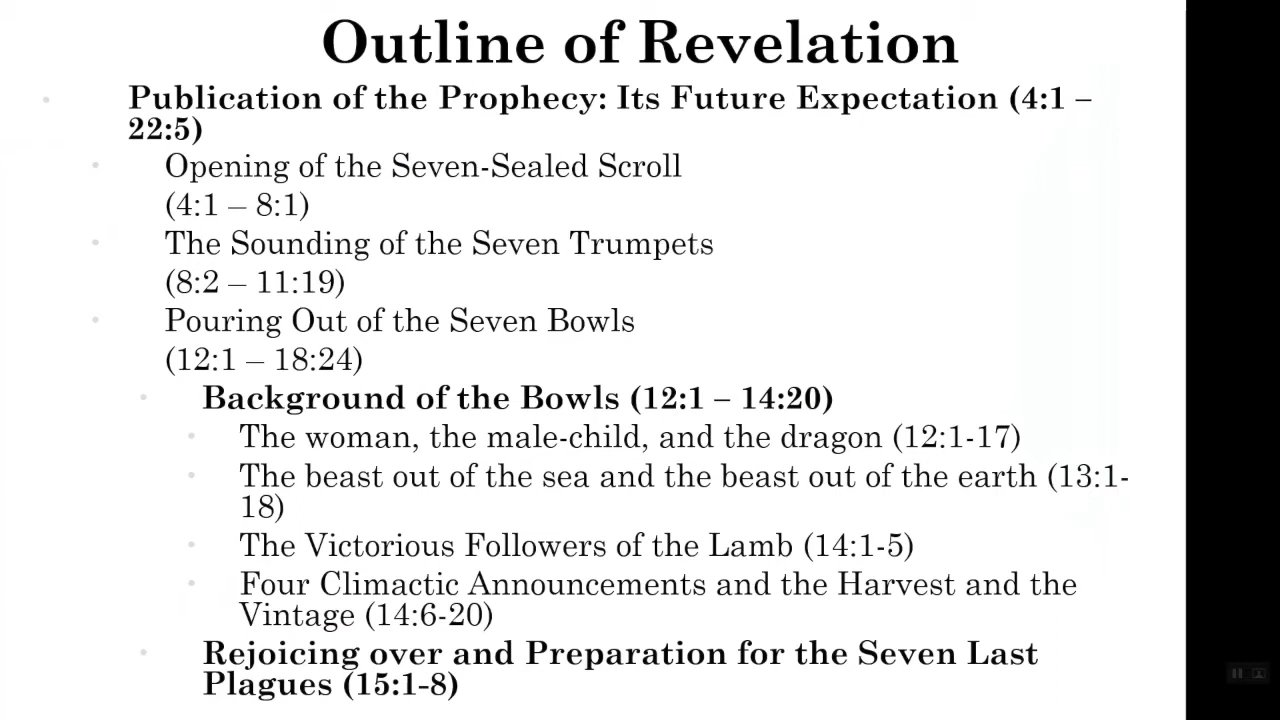 Outline of Revelation
Publication of the Prophecy: Its Future Expectation (4:1 –
22:5)
Opening of the Seven-Sealed Scroll
(4:1 – 8:1)
The Sounding of the Seven Trumpets
(8:2 – 11:19)
Pouring Out of the Seven Bowls
(12:1 – 18:24)
Background of the Bowls (12:1 – 14:20)
The woman, the male-child, and the dragon (12:1-17)
The beast out of the sea and the beast out of the earth (13:1-
18)
The Victorious Followers of the Lamb (14:1-5)
Four Climactic Announcements and the Harvest and the
Vintage (14:6-20)
Rejoicing over and Preparation for the Seven Last
Plagues (15:1-8)